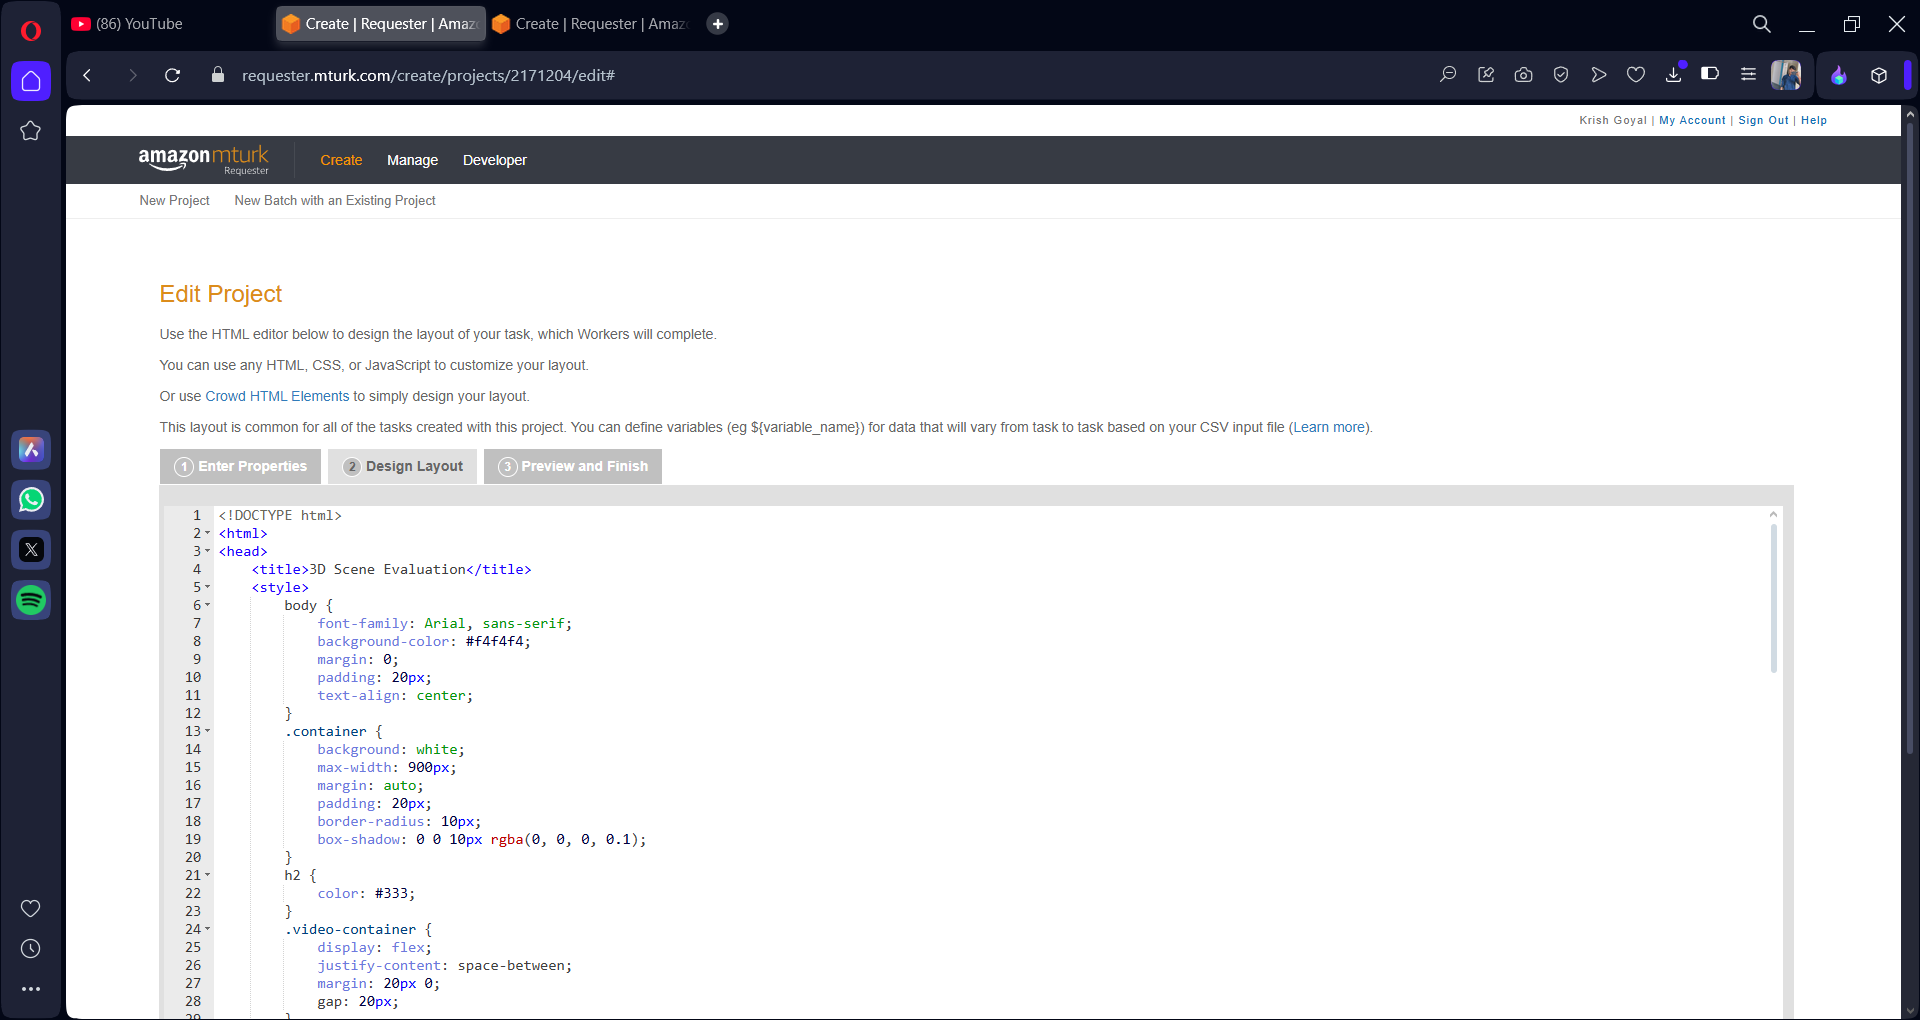 (86) YouTube
Create | Requester | Amaz
Create | Requester | Amaz
requester.mturk.com/create/projects/2171204/edit#
Krish Goyal | My Account | Sign Out | Help
amazonmturk
Requester
Create
Manage
Developer
New Project
New Batch with an Existing Project
Edit Project
Use the HTML editor below to design the layout of your task, which Workers will complete.
You can use any HTML, CSS, or JavaScript to customize your layout.
Or use Crowd HTML Elements to simply design your layout.
This layout is common for all of the tasks created with this project. You can define variables (eg ${variable_name}) for data that will vary from task to task based on your CSV input file (Learn more).
1 Enter Properties
2 Design Layout
3 Preview and Finish
1 <!DOCTYPE html>
2 <html>
3 <head>
4 <title>3D Scene Evaluation</title>
5 <style>
6 body {
7 font-family: Arial, sans-serif;
8 background-color: #f4f4f4;
9 margin: 0;
10 padding: 20px;
11 text-align: center;
12 }
13 .container {
14 background: white;
15 max-width: 900px;
16 margin: auto;
17 padding: 20px;
18 border-radius: 10px;
19 box-shadow: 0 0 10px rgba(0, 0, 0, 0.1);
20 }
21 h2 {
22 color: #333;
23 }
24 .video-container {
25 display: flex;
26 justify-content: space-between;
27 margin: 20px 0;
28 gap: 20px;
29 }